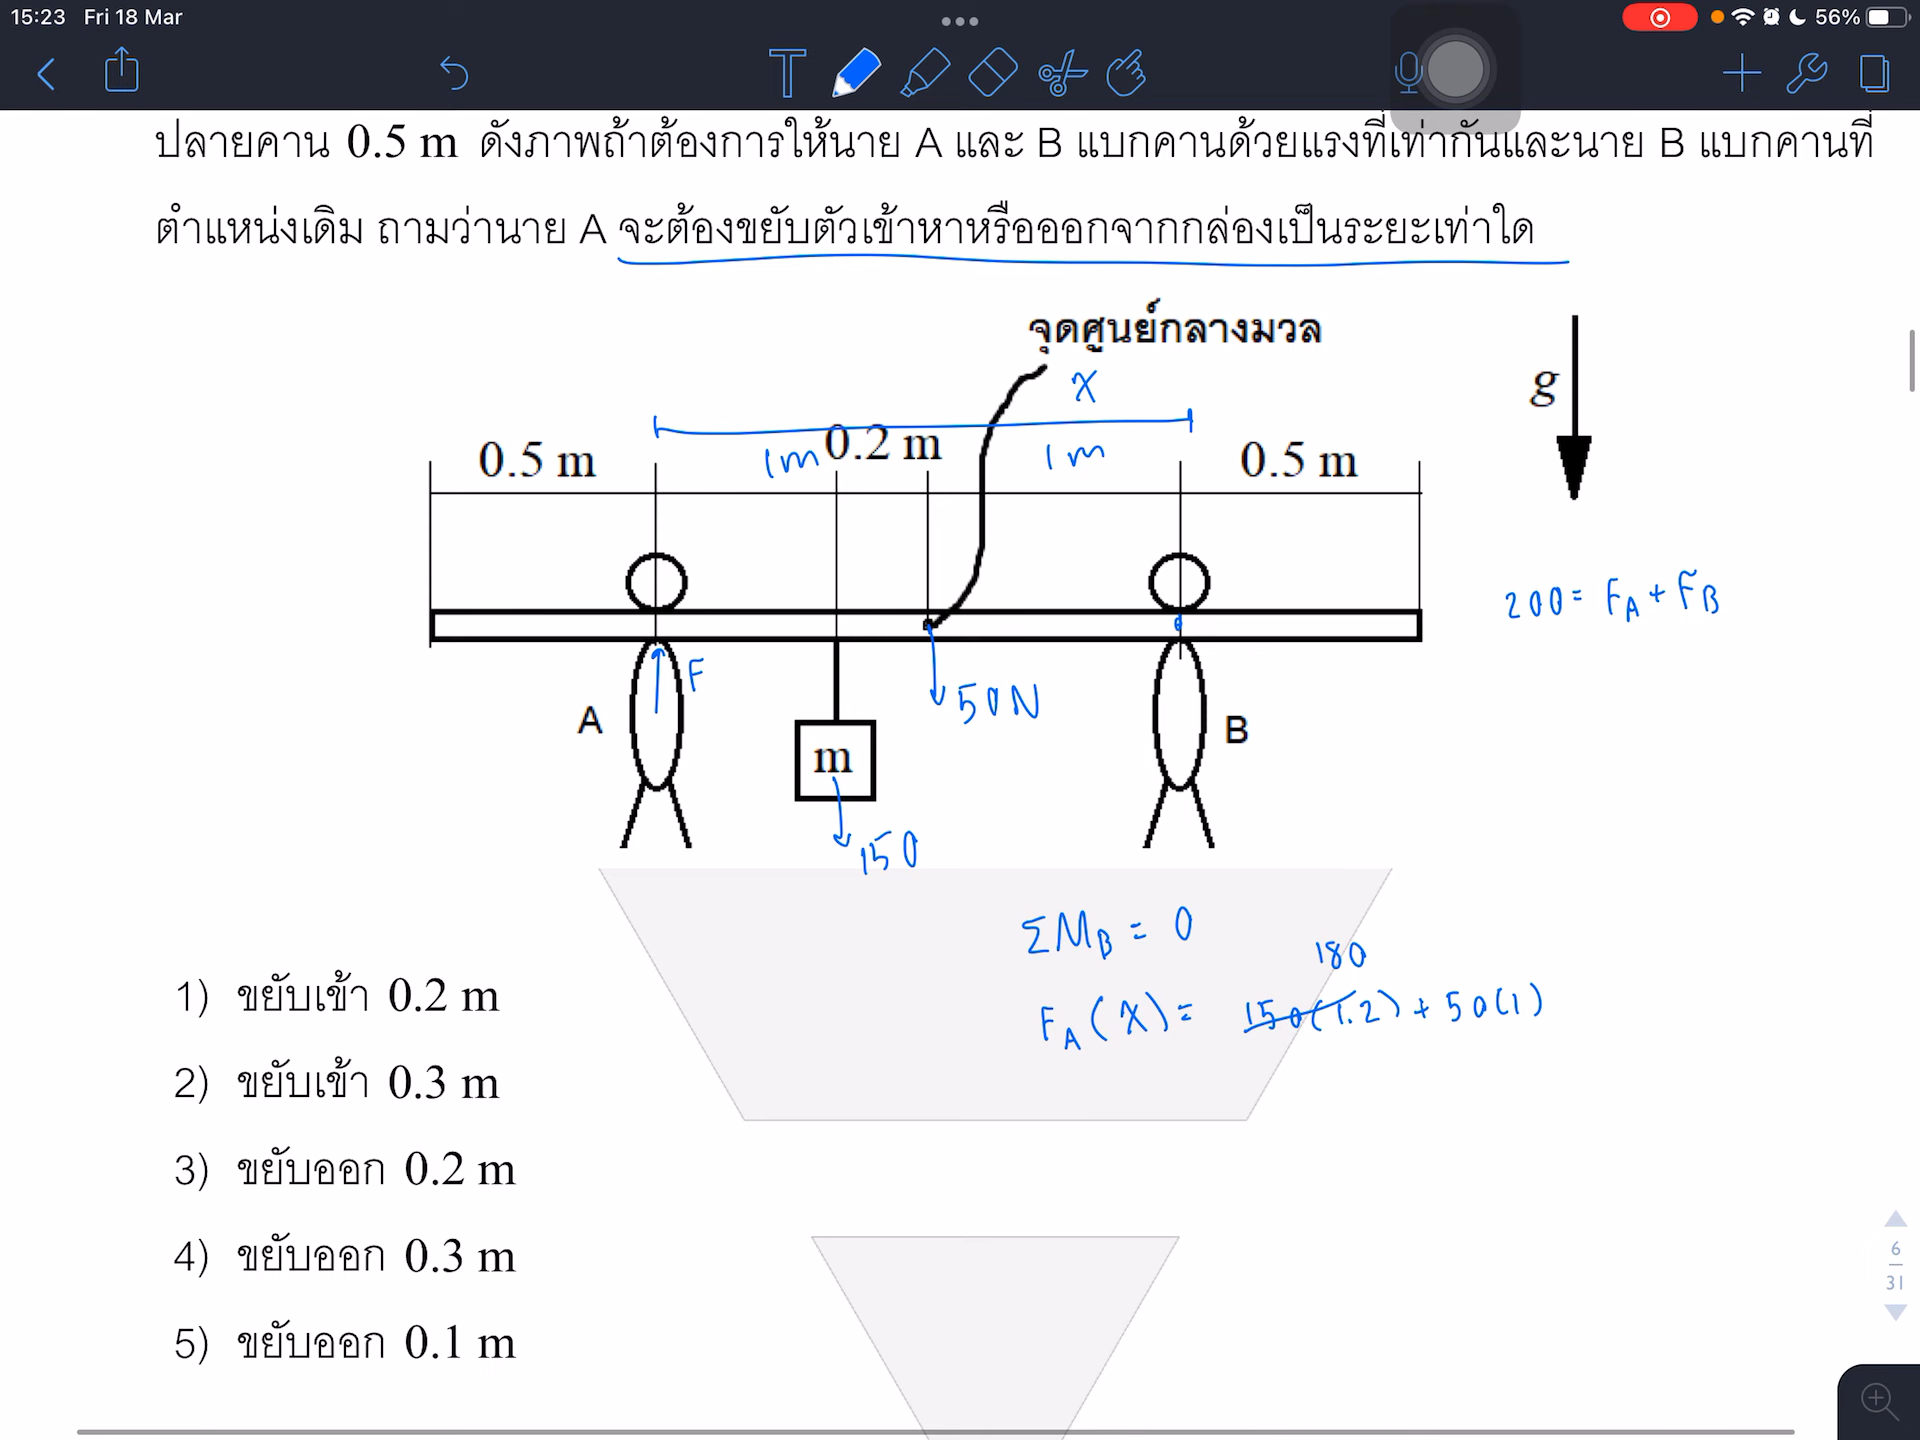 15:23 Fri 18 Mar
56%
T
ปลายคาน 0.5 m ดังภาพถ้าต้องการให้นาย A และ B แบกคานด้วยแรงที่เท่ากันและนาย B แบกคานที่
ตำแหน่งเดิม ถามว่านาย A จะต้องขยับตัวเข้าหาหรือออกจากกล่องเป็นระยะเท่าใด
จุดศูนย์กลางมวล
x
g
0.5 m
1m
0.2 m
1m
0.5 m
200 = FA + FB
F
50N
A
B
m
150
ΣMB = 0
180
FA(x) = 150(1.2) + 50(1)
1) ขยับเข้า 0.2 m
2) ขยับเข้า 0.3 m
3) ขยับออก 0.2 m
4) ขยับออก 0.3 m
5) ขยับออก 0.1 m
6
31